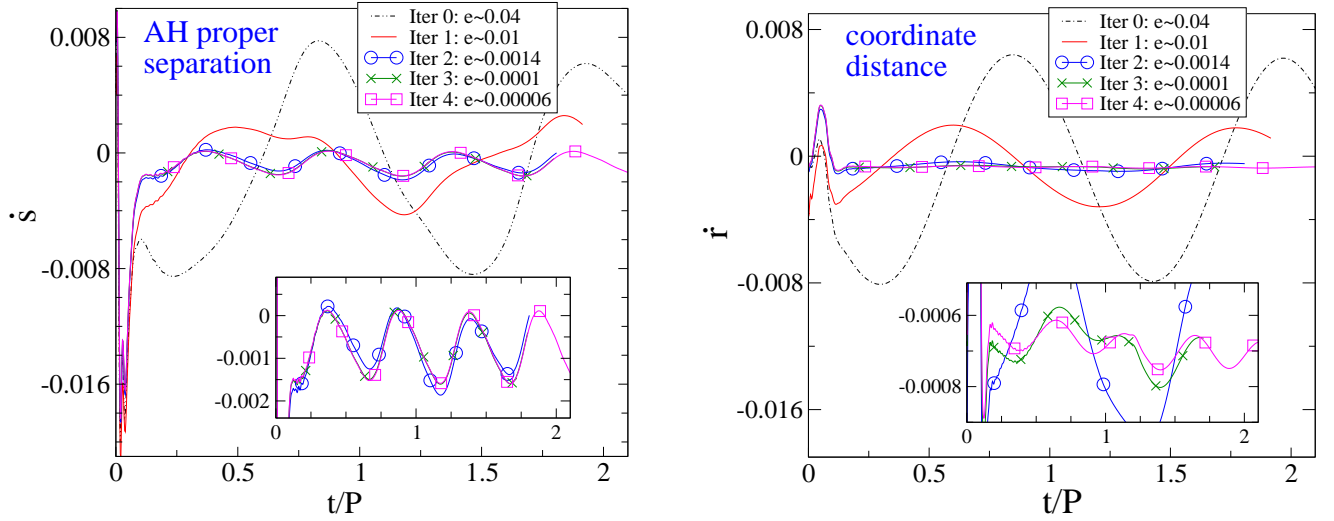 AH proper
separation
Iter 0: e~0.04
Iter 1: e~0.01
Iter 2: e~0.0014
Iter 3: e~0.0001
Iter 4: e~0.00006
0.008
0
-0.008
-0.016
ṡ
0
-0.001
-0.002
0
1
2
0
0.5
1
1.5
2
t/P
coordinate
distance
Iter 0: e~0.04
Iter 1: e~0.01
Iter 2: e~0.0014
Iter 3: e~0.0001
Iter 4: e~0.00006
0.008
0
-0.008
-0.016
ṙ
-0.0006
-0.0008
0
1
2
0
0.5
1
1.5
2
t/P